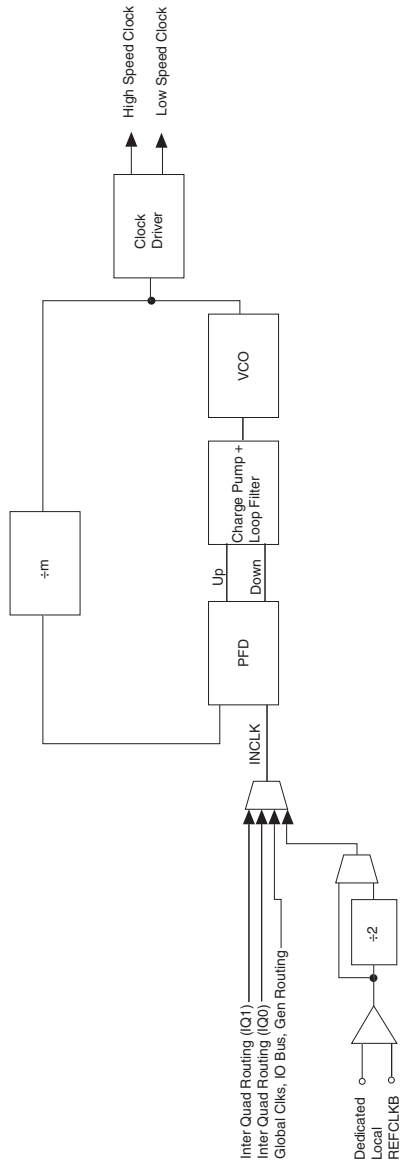 High Speed Clock
Low Speed Clock
Clock
Driver
÷m
VCO
Charge Pump +
Loop Filter
Up
Down
PFD
INCLK
Inter Quad Routing (IQ1)
Inter Quad Routing (IQ0)
Global Clks, IO Bus, Gen Routing
÷2
Dedicated
Local
REFCLKB